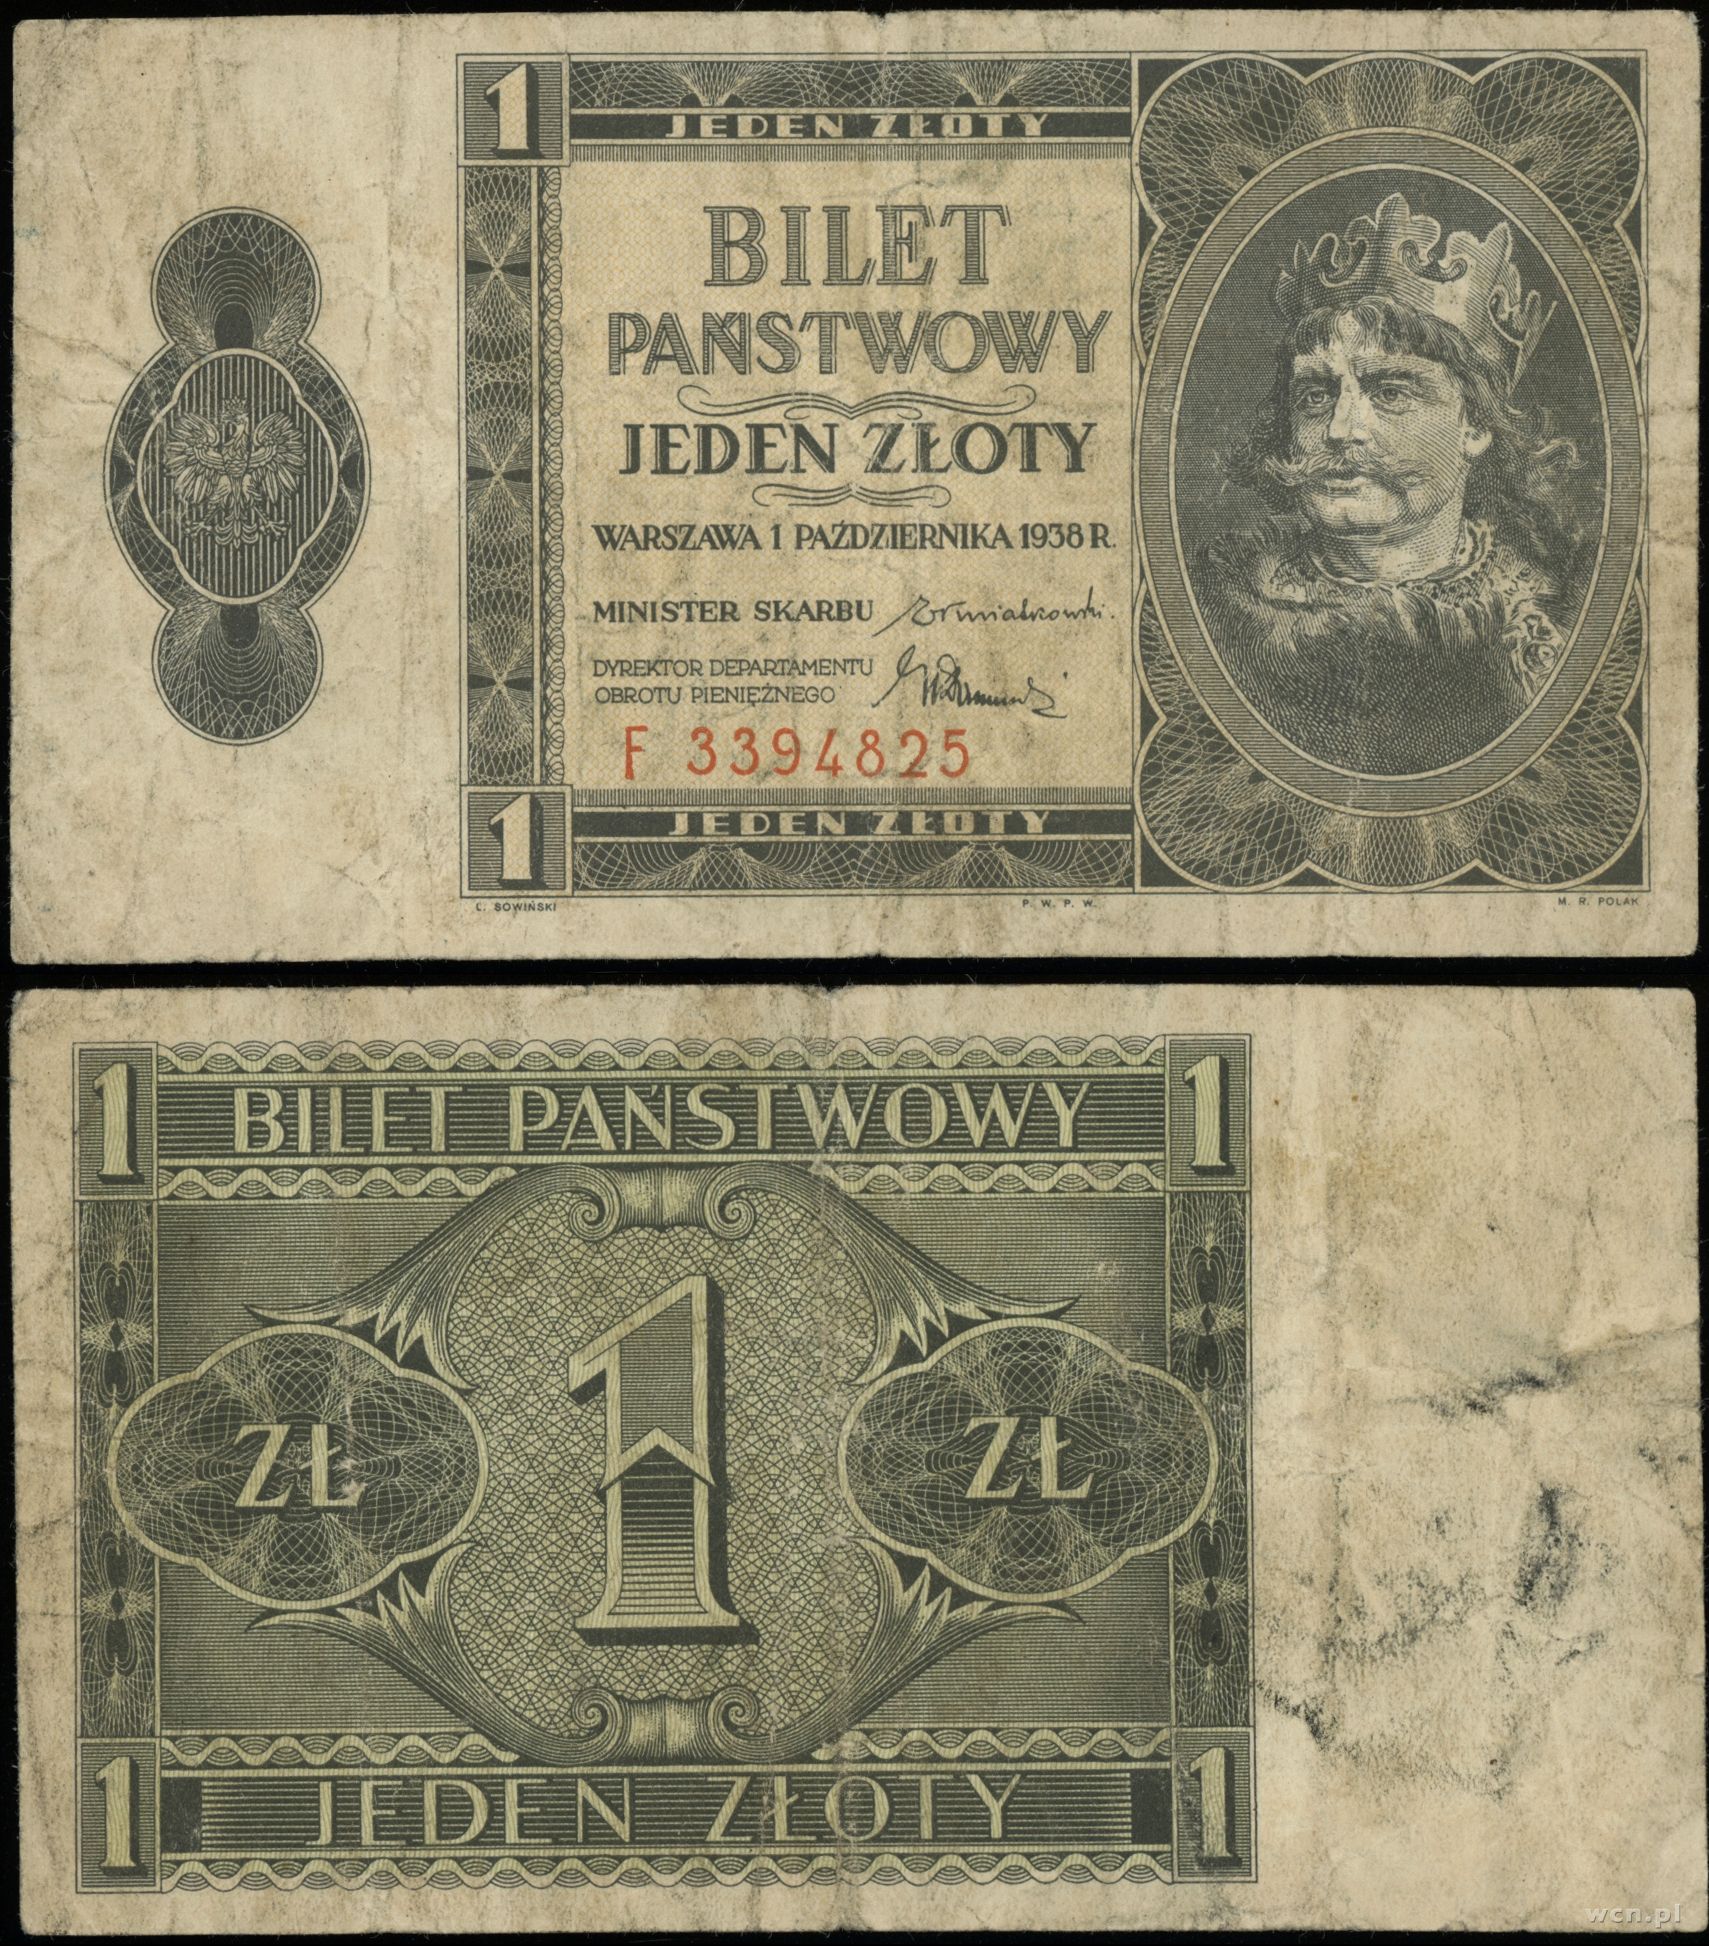 1
JEDEN ZŁOTY
BILET
PAŃSTWOWY
JEDEN ZŁOTY
WARSZAWA 1 PAŹDZIERNIKA 1938 R.
MINISTER SKARBU
DYREKTOR DEPARTAMENTU
OBROTU PIENIĘŻNEGO
F 3394825
1
JEDEN ZŁOTY
Ł. SOWIŃSKI
P. W. P. W.
M. R. POLAK
1 BILET PAŃSTWOWY 1
ZŁ 1 ZŁ
1 JEDEN ZŁOTY 1
wcn.pl